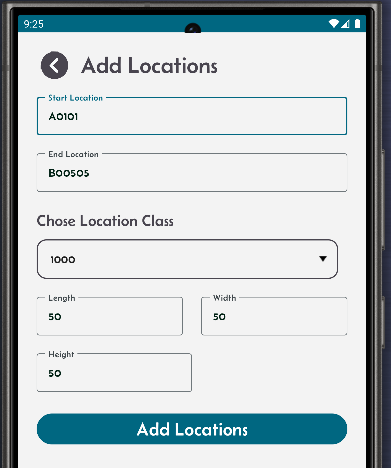 9:25
Add Locations
Start Location
A0101
End Location
B00505
Chose Location Class
1000
Length
50
Width
50
Height
50
Add Locations